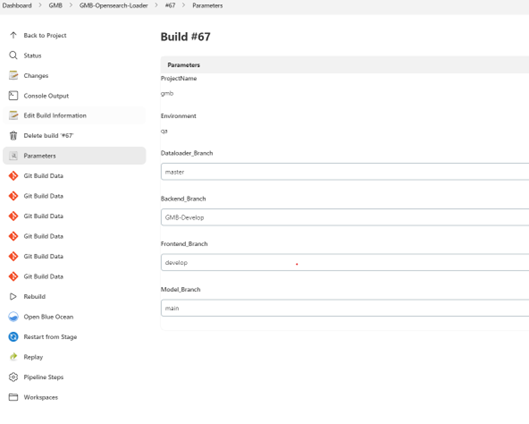 Dashboard > GMB > GMB-Opensearch-Loader > #67 > Parameters
Back to Project
Status
Changes
Console Output
Edit Build Information
Delete build '#67'
Parameters
Git Build Data
Git Build Data
Git Build Data
Git Build Data
Git Build Data
Git Build Data
Rebuild
Open Blue Ocean
Restart from Stage
Replay
Pipeline Steps
Workspaces
Build #67
Parameters
ProjectName
gmb
Environment
qa
Dataloader_Branch
master
Backend_Branch
GMB-Develop
Frontend_Branch
develop
Model_Branch
main